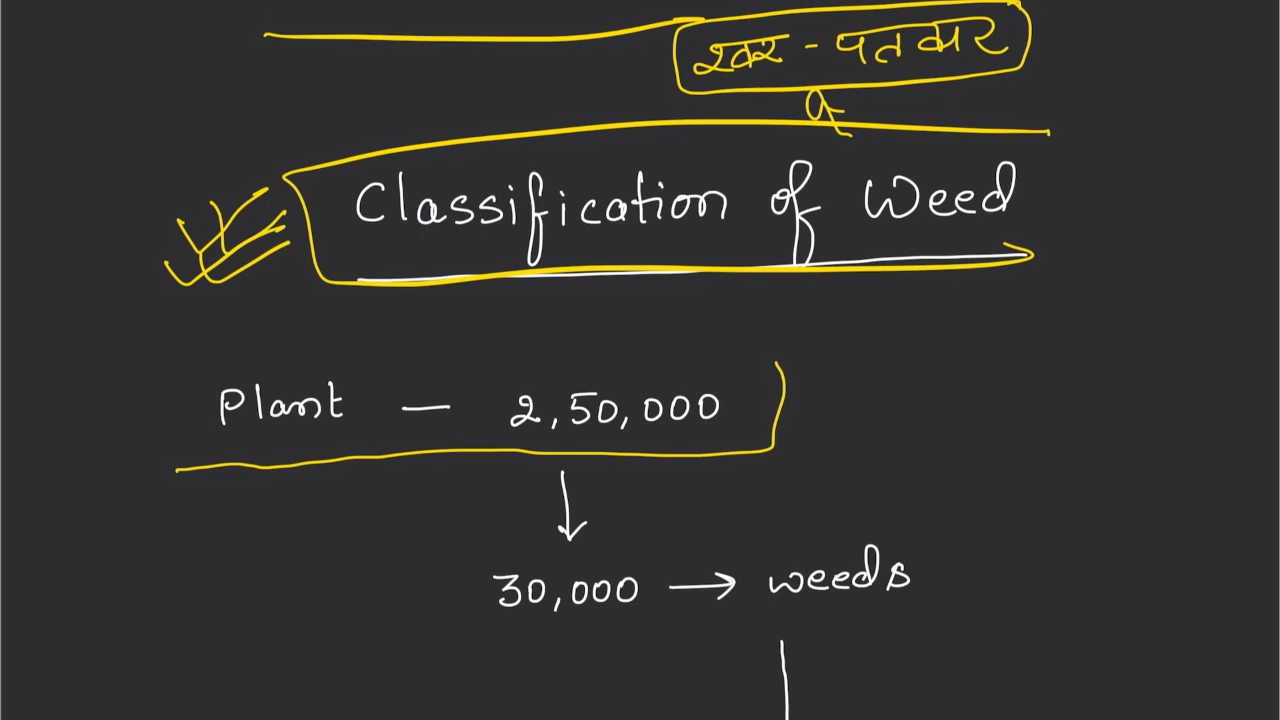 खर-पतवार
Classification of Weed
Plant — 2,50,000
↓
30,000 → weeds